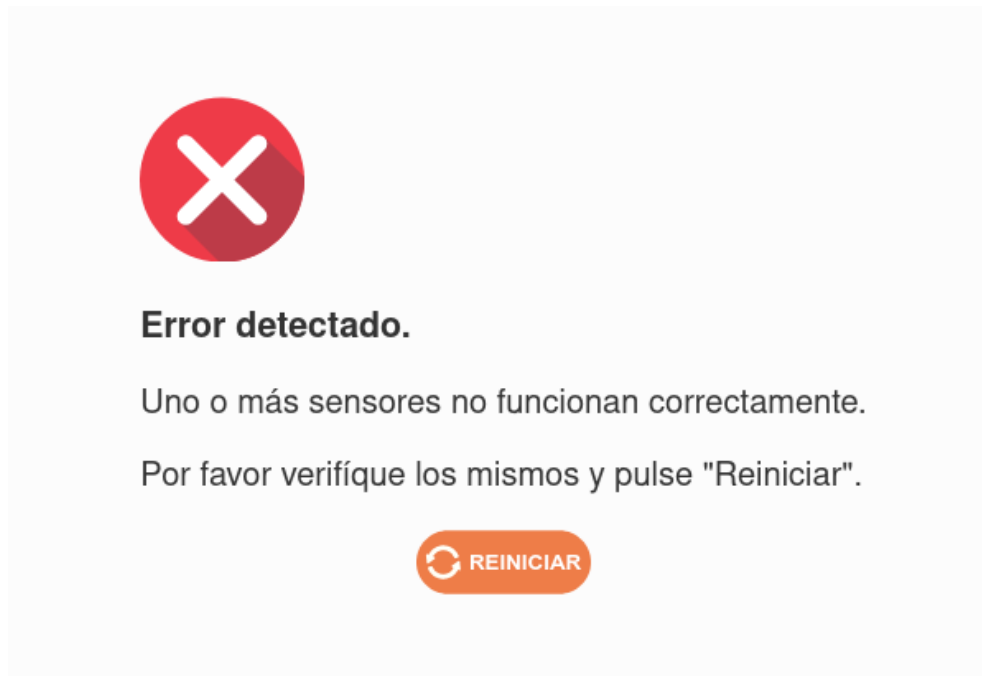 Error detectado.
Uno o más sensores no funcionan correctamente.
Por favor verifíque los mismos y pulse "Reiniciar".
REINICIAR